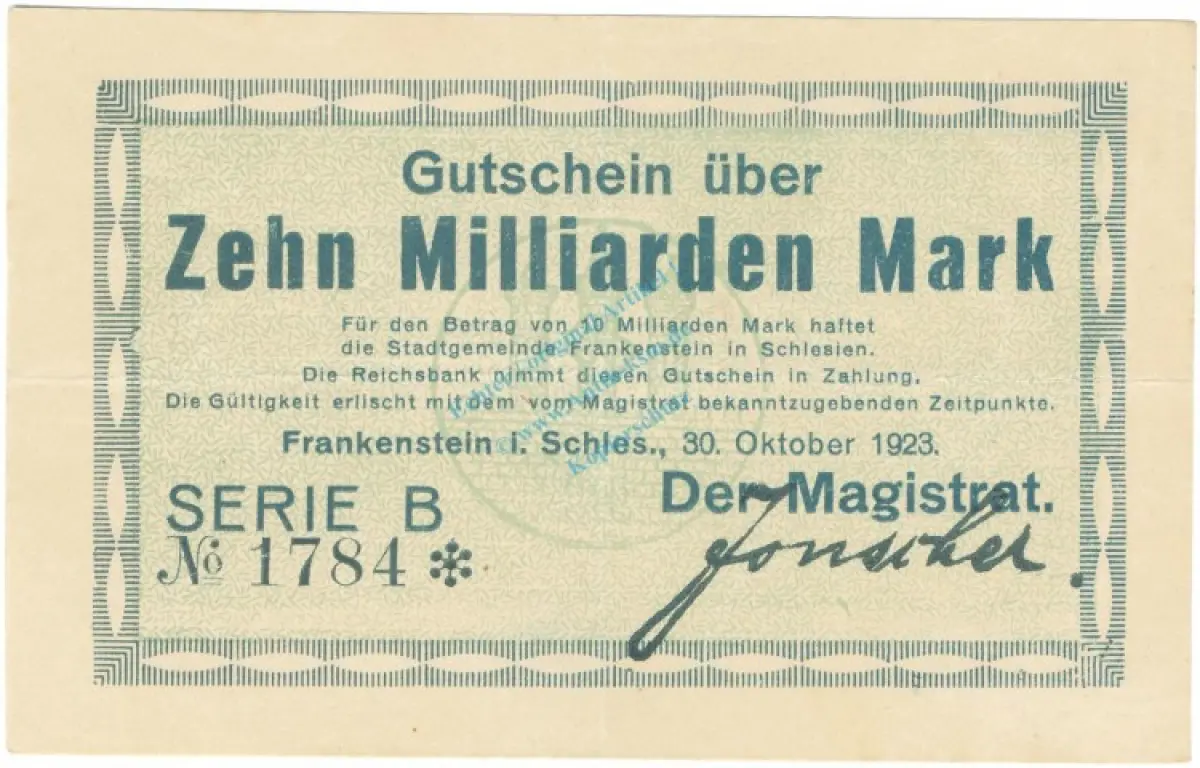 Gutschein über
Zehn Milliarden Mark
Für Betrag von 10 Milliarden Mark haftet
die Stadtgemeinde Frankenstein in Schlesien.
Die Reichsbank nimmt diesen Gutschein in Zahlung.
Die Gültigkeit erlischt mit dem vom Magistrat bekanntzugebenden Zeitpunkte.
Frankenstein i. Schles., 30. Oktober 1923.
Der Magistrat.
SERIE B
№ 1784 *